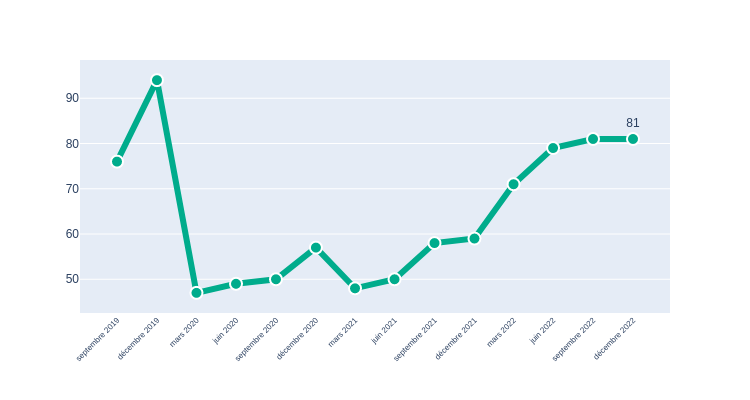 90
80
70
60
50
81
septembre 2019
décembre 2019
mars 2020
juin 2020
septembre 2020
décembre 2020
mars 2021
juin 2021
septembre 2021
décembre 2021
mars 2022
juin 2022
septembre 2022
décembre 2022